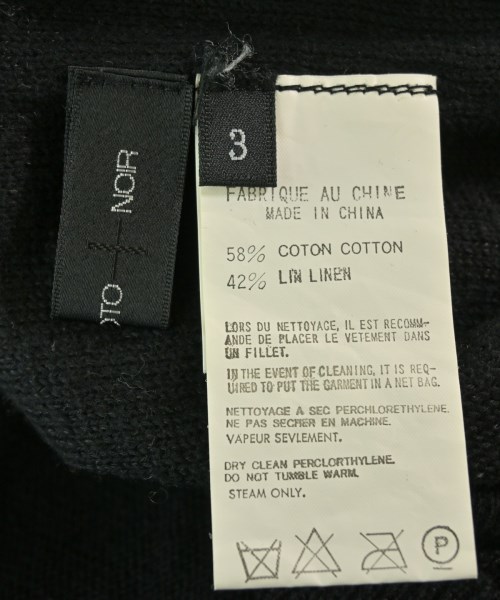 NOIR
OTO
3
FABRIQUE AU CHINE
MADE IN CHINA
58% COTON COTTON
42% LIN LINEN
LORS DU NETTOYAGE, IL EST RECOMM-
ANDE DE PLACER LE VETEMENT DANS
UN FILLET.
IN THE EVENT OF CLEANING, IT IS REQ-
UIRED TO PUT THE GARMENT IN A NET BAG.
NETTOYAGE A SEC PERCHLORETHYLENE.
NE PAS SECHER EN MACHINE.
VAPEUR SEVLEMENT.
DRY CLEAN PERCLORTHYLENE.
DO NOT TUMBLE WARM.
STEAM ONLY.
P